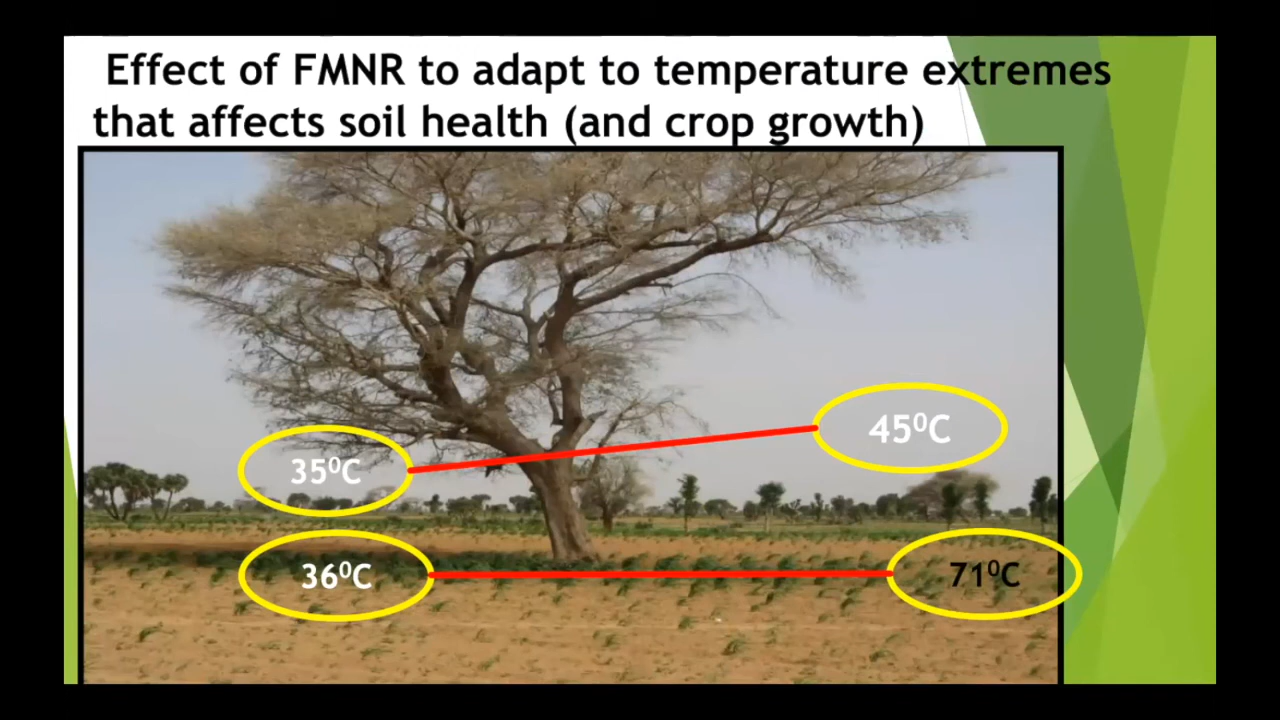 Effect of FMNR to adapt to temperature extremes
that affects soil health (and crop growth)
45⁰C
35⁰C
36⁰C
71⁰C